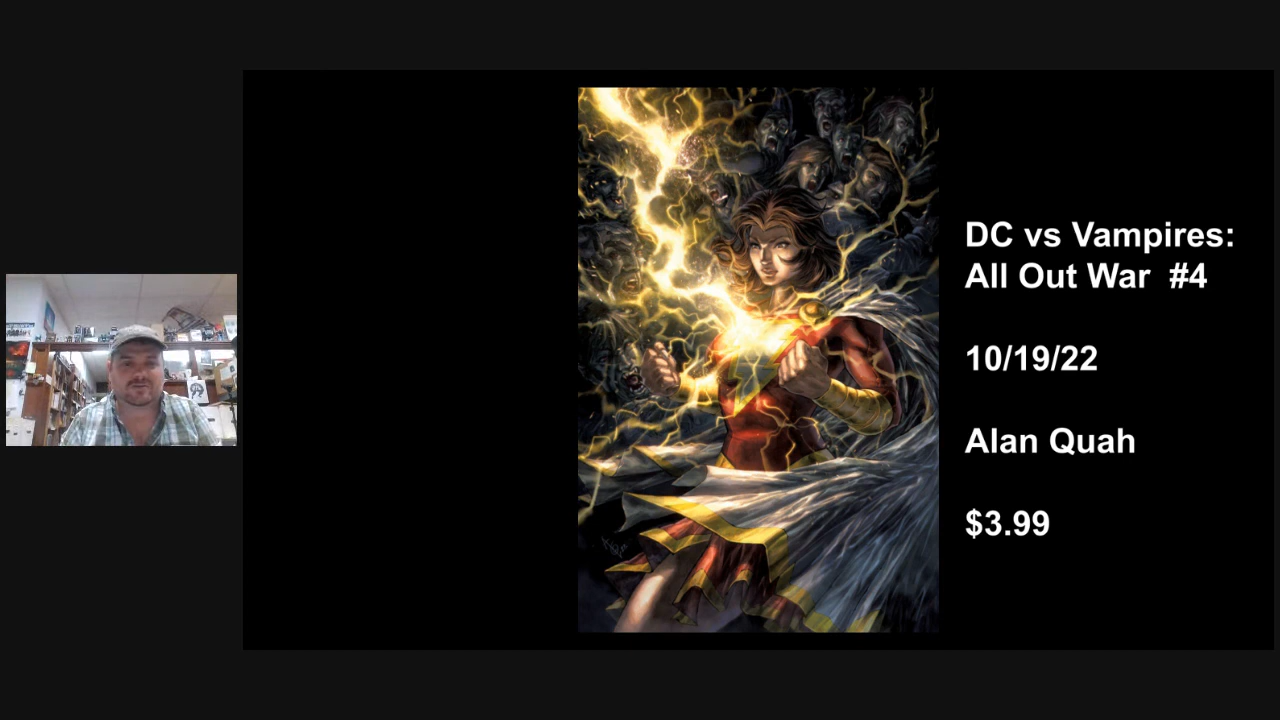 DC vs Vampires:
All Out War #4
10/19/22
Alan Quah
$3.99